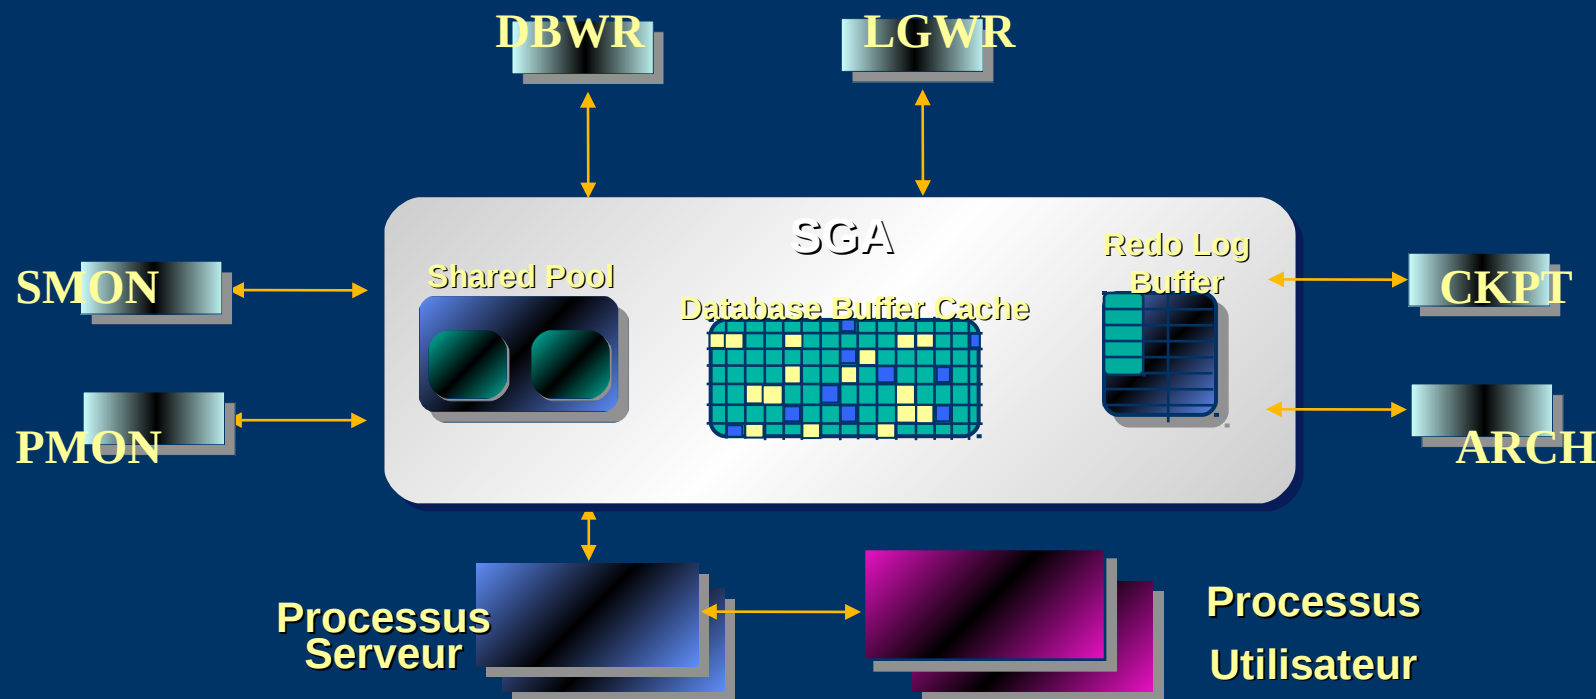 DBWR
LGWR
SGA
Redo Log
Buffer
Shared Pool
Database Buffer Cache
SMON
CKPT
PMON
ARCH
Processus
Serveur
Processus
Utilisateur